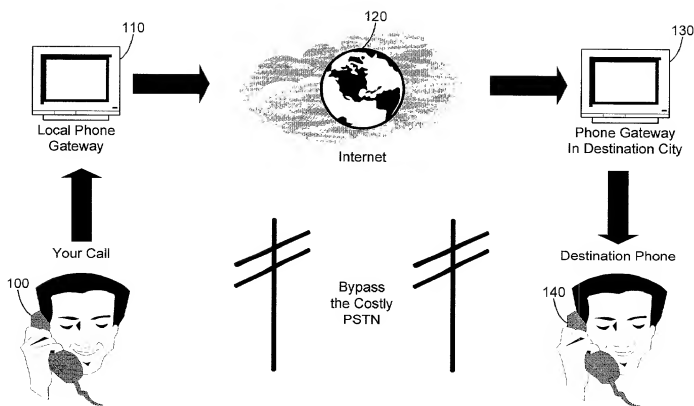 110
120
130
Local Phone
Gateway
Internet
Phone Gateway
In Destination City
Your Call
Destination Phone
100
140
Bypass
the Costly
PSTN